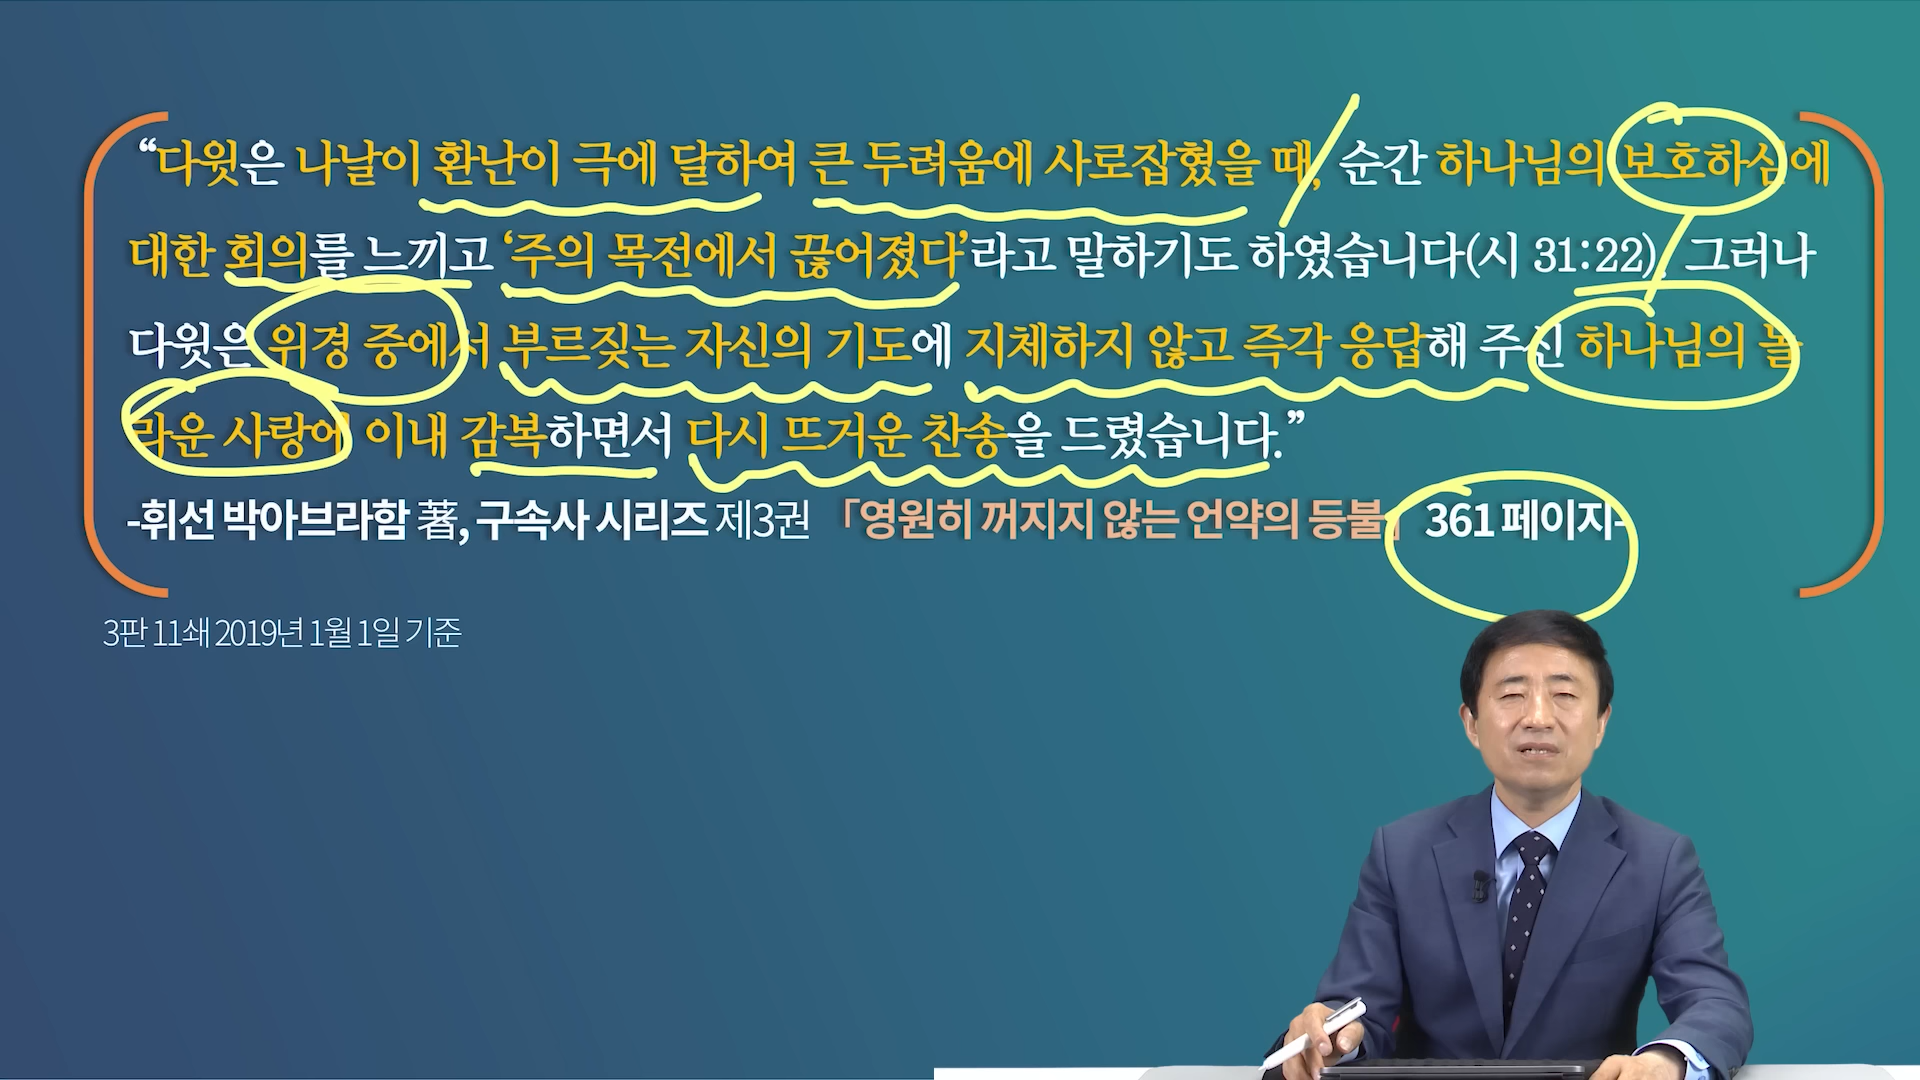 “다윗은 나날이 환난이 극에 달하여 큰 두려움에 사로잡혔을 때, 순간 하나님의 보호하심에
대한 회의를 느끼고 ‘주의 목전에서 끊어졌다’라고 말하기도 하였습니다(시 31:22). 그러나
다윗은 위경 중에서 부르짖는 자신의 기도에 지체하지 않고 즉각 응답해 주신 하나님의 놀
라운 사랑에 이내 감복하면서 다시 뜨거운 찬송을 드렸습니다.”
-휘선 박아브라함 著, 구속사 시리즈 제3권 「영원히 꺼지지 않는 언약의 등불」 361 페이지-
3판 11쇄 2019년 1월 1일 기준